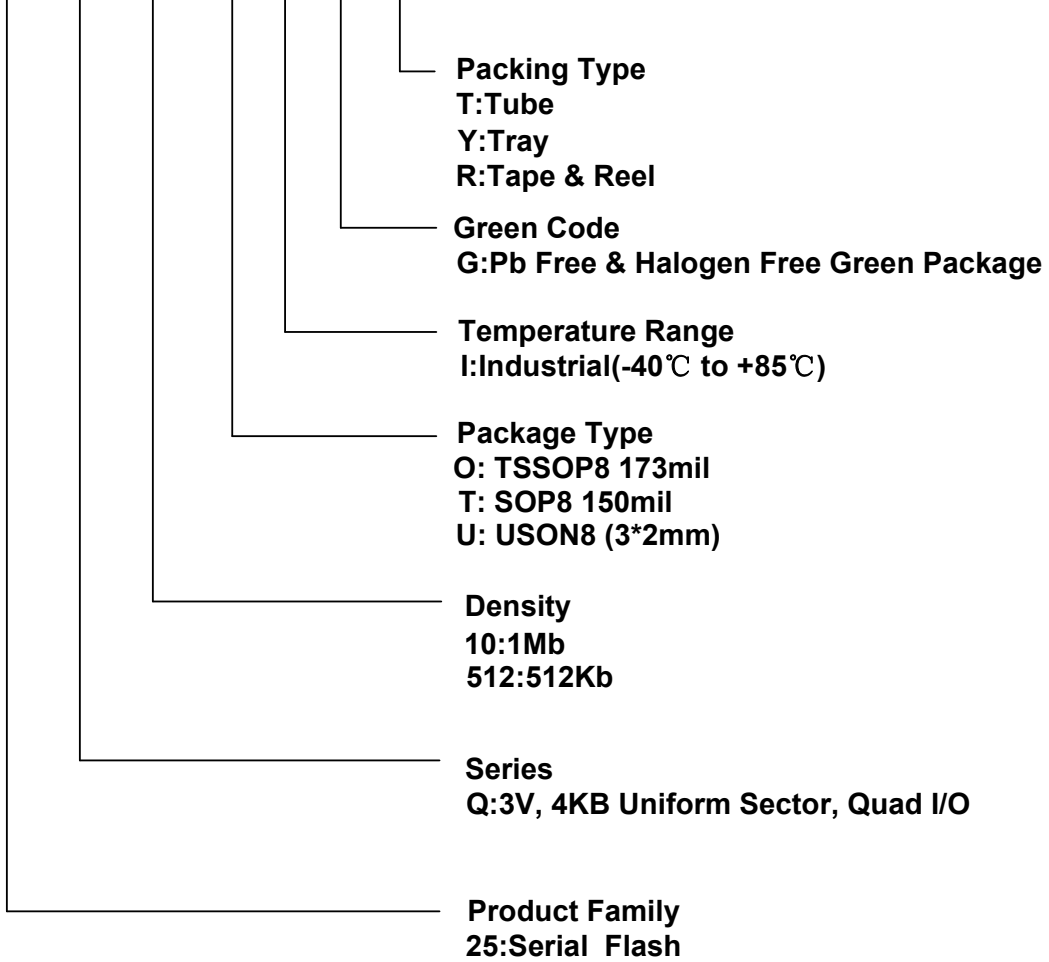 Packing Type
T:Tube
Y:Tray
R:Tape & Reel
Green Code
G:Pb Free & Halogen Free Green Package
Temperature Range
I:Industrial(-40℃ to +85℃)
Package Type
O: TSSOP8 173mil
T: SOP8 150mil
U: USON8 (3*2mm)
Density
10:1Mb
512:512Kb
Series
Q:3V, 4KB Uniform Sector, Quad I/O
Product Family
25:Serial  Flash